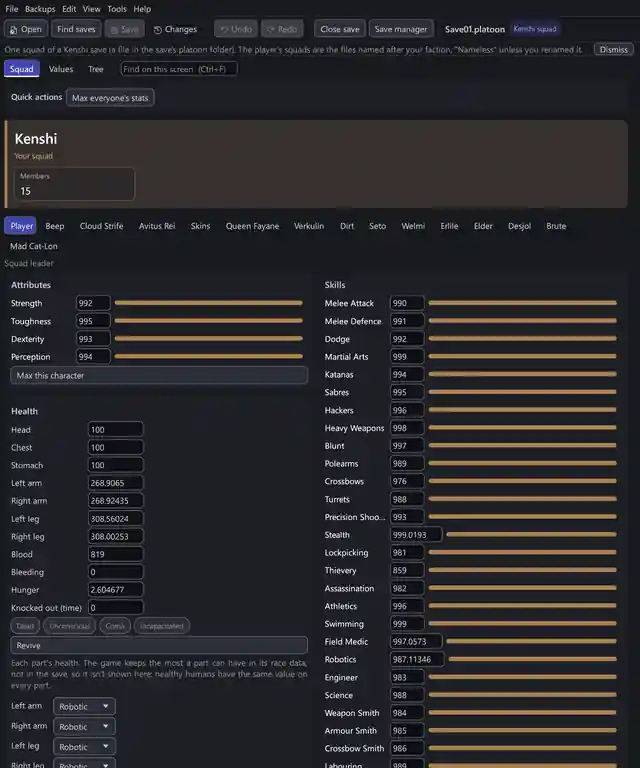 File Backups Edit View Tools Help
Open Find saves Save Changes Undo Redo Close save Save manager Save01.platoon Kenshi squad
One squad of a Kenshi save (a file in the save's platoon folder). The player's squads are the files named after your faction, "Nameless" unless you renamed it. Dismiss
Squad Values Tree Find on this screen (Ctrl+F)
Quick actions Max everyone's stats
Kenshi
Your squad
Members
15
Player Beep Cloud Strife Avitus Rei Skins Queen Fayane Verkulin Dirt Seto Welmi Erlile Elder Desjol Brute
Mad Cat-Lon
Squad leader
Attributes
Strength 992
Toughness 995
Dexterity 993
Perception 994
Max this character
Health
Head 100
Chest 100
Stomach 100
Left arm 268.9065
Right arm 268.92435
Left leg 308.56024
Right leg 308.00253
Blood 819
Bleeding 0
Hunger 2.604677
Knocked out (time) 0
Dead Unconscious Coma Incapacitated
Revive
Each part's health. The game keeps the most a part can have in its race data,
not in the save, so it isn't shown here; healthy humans have the same value on
every part.
Left arm Robotic
Right arm Robotic
Left leg Robotic
Right leg Robotic
Skills
Melee Attack 990
Melee Defence 991
Dodge 992
Martial Arts 999
Katanas 994
Sabres 995
Hackers 996
Heavy Weapons 998
Blunt 997
Polearms 989
Crossbows 976
Turrets 988
Precision Shoo... 993
Stealth 999.0193
Lockpicking 981
Thievery 859
Assassination 982
Athletics 996
Swimming 999
Field Medic 997.0573
Robotics 987.11346
Engineer 983
Science 988
Weapon Smith 984
Armour Smith 985
Crossbow Smith 986
Labouring 989